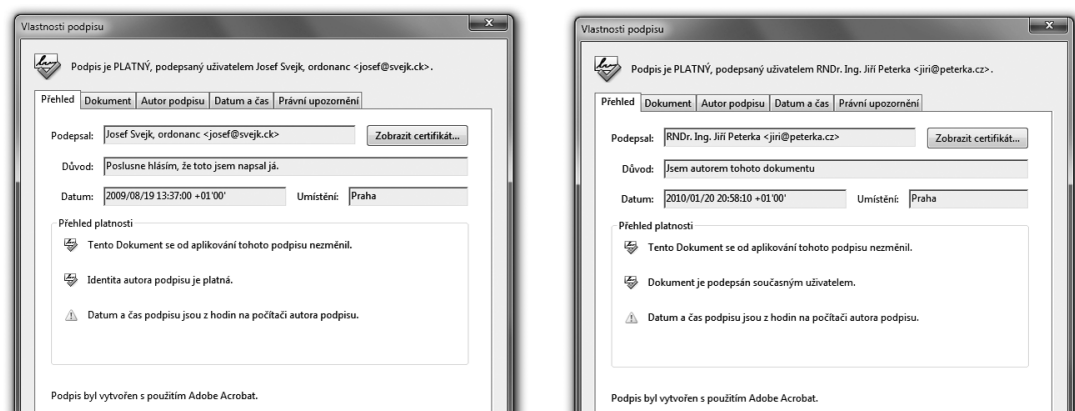 Vlastnosti podpisu
x
Podpis je PLATNÝ, podepsaný uživatelem Josef Svejk, ordonanc <josef@svejk.ck>.
Přehled Dokument Autor podpisu Datum a čas Právní upozornění
Podepsal: Josef Svejk, ordonanc <josef@svejk.ck> Zobrazit certifikát...
Důvod: Poslusne hlásím, že toto jsem napsal já.
Datum: 2009/08/19 13:37:00 +01'00' Umístění: Praha
Přehled platnosti
Tento Dokument se od aplikování tohoto podpisu nezměnil.
Identita autora podpisu je platná.
Datum a čas podpisu jsou z hodin na počítači autora podpisu.
Podpis byl vytvořen s použitím Adobe Acrobat.
Vlastnosti podpisu
x
Podpis je PLATNÝ, podepsaný uživatelem RNDr. Ing. Jiří Peterka <jiri@peterka.cz>.
Přehled Dokument Autor podpisu Datum a čas Právní upozornění
Podepsal: RNDr. Ing. Jiří Peterka <jiri@peterka.cz> Zobrazit certifikát...
Důvod: Jsem autorem tohoto dokumentu
Datum: 2010/01/20 20:58:10 +01'00' Umístění: Praha
Přehled platnosti
Tento Dokument se od aplikování tohoto podpisu nezměnil.
Dokument je podepsán současným uživatelem.
Datum a čas podpisu jsou z hodin na počítači autora podpisu.
Podpis byl vytvořen s použitím Adobe Acrobat.